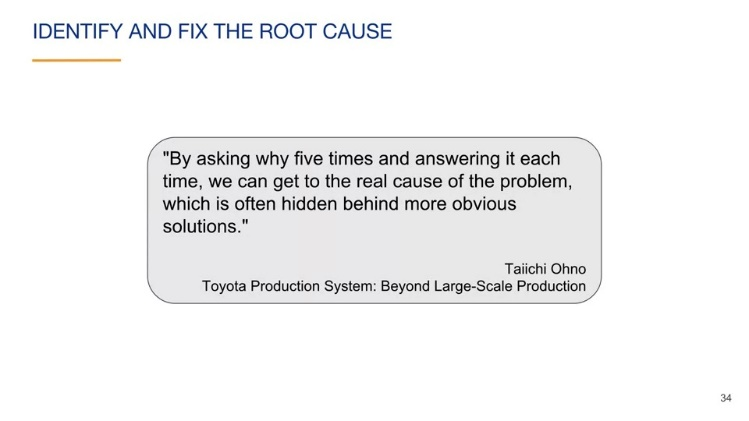 IDENTIFY AND FIX THE ROOT CAUSE
"By asking why five times and answering it each
time, we can get to the real cause of the problem,
which is often hidden behind more obvious
solutions."
Taiichi Ohno
Toyota Production System: Beyond Large-Scale Production
34